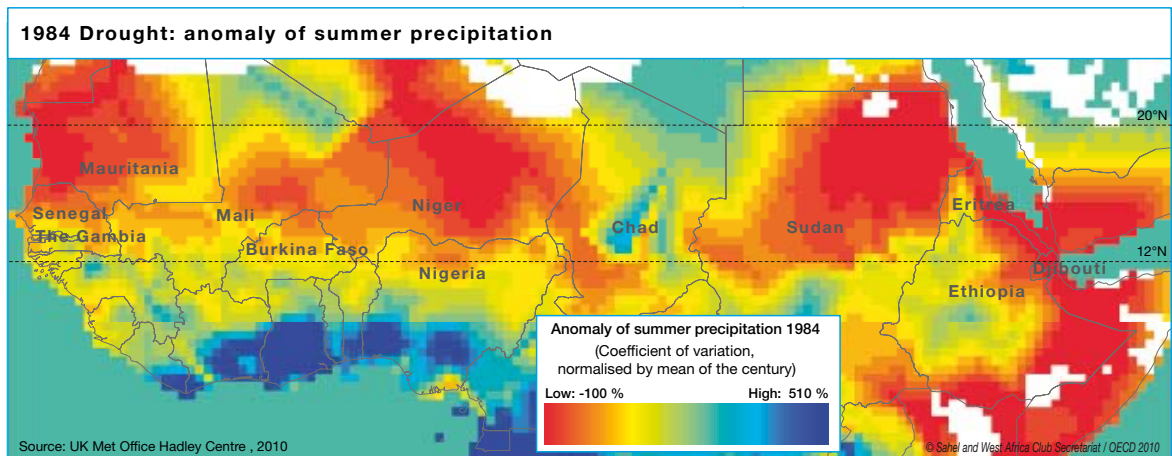 1984 Drought: anomaly of summer precipitation
20°N
Mauritania
Senegal
Mali
Niger
Chad
Sudan
Eritrea
The Gambia
Burkina Faso
Nigeria
12°N
Djibouti
Ethiopia
Anomaly of summer precipitation 1984
(Coefficient of variation,
normalised by mean of the century)
Low: -100 %
High: 510 %
Source: UK Met Office Hadley Centre , 2010
© Sahel and West Africa Club Secretariat / OECD 2010